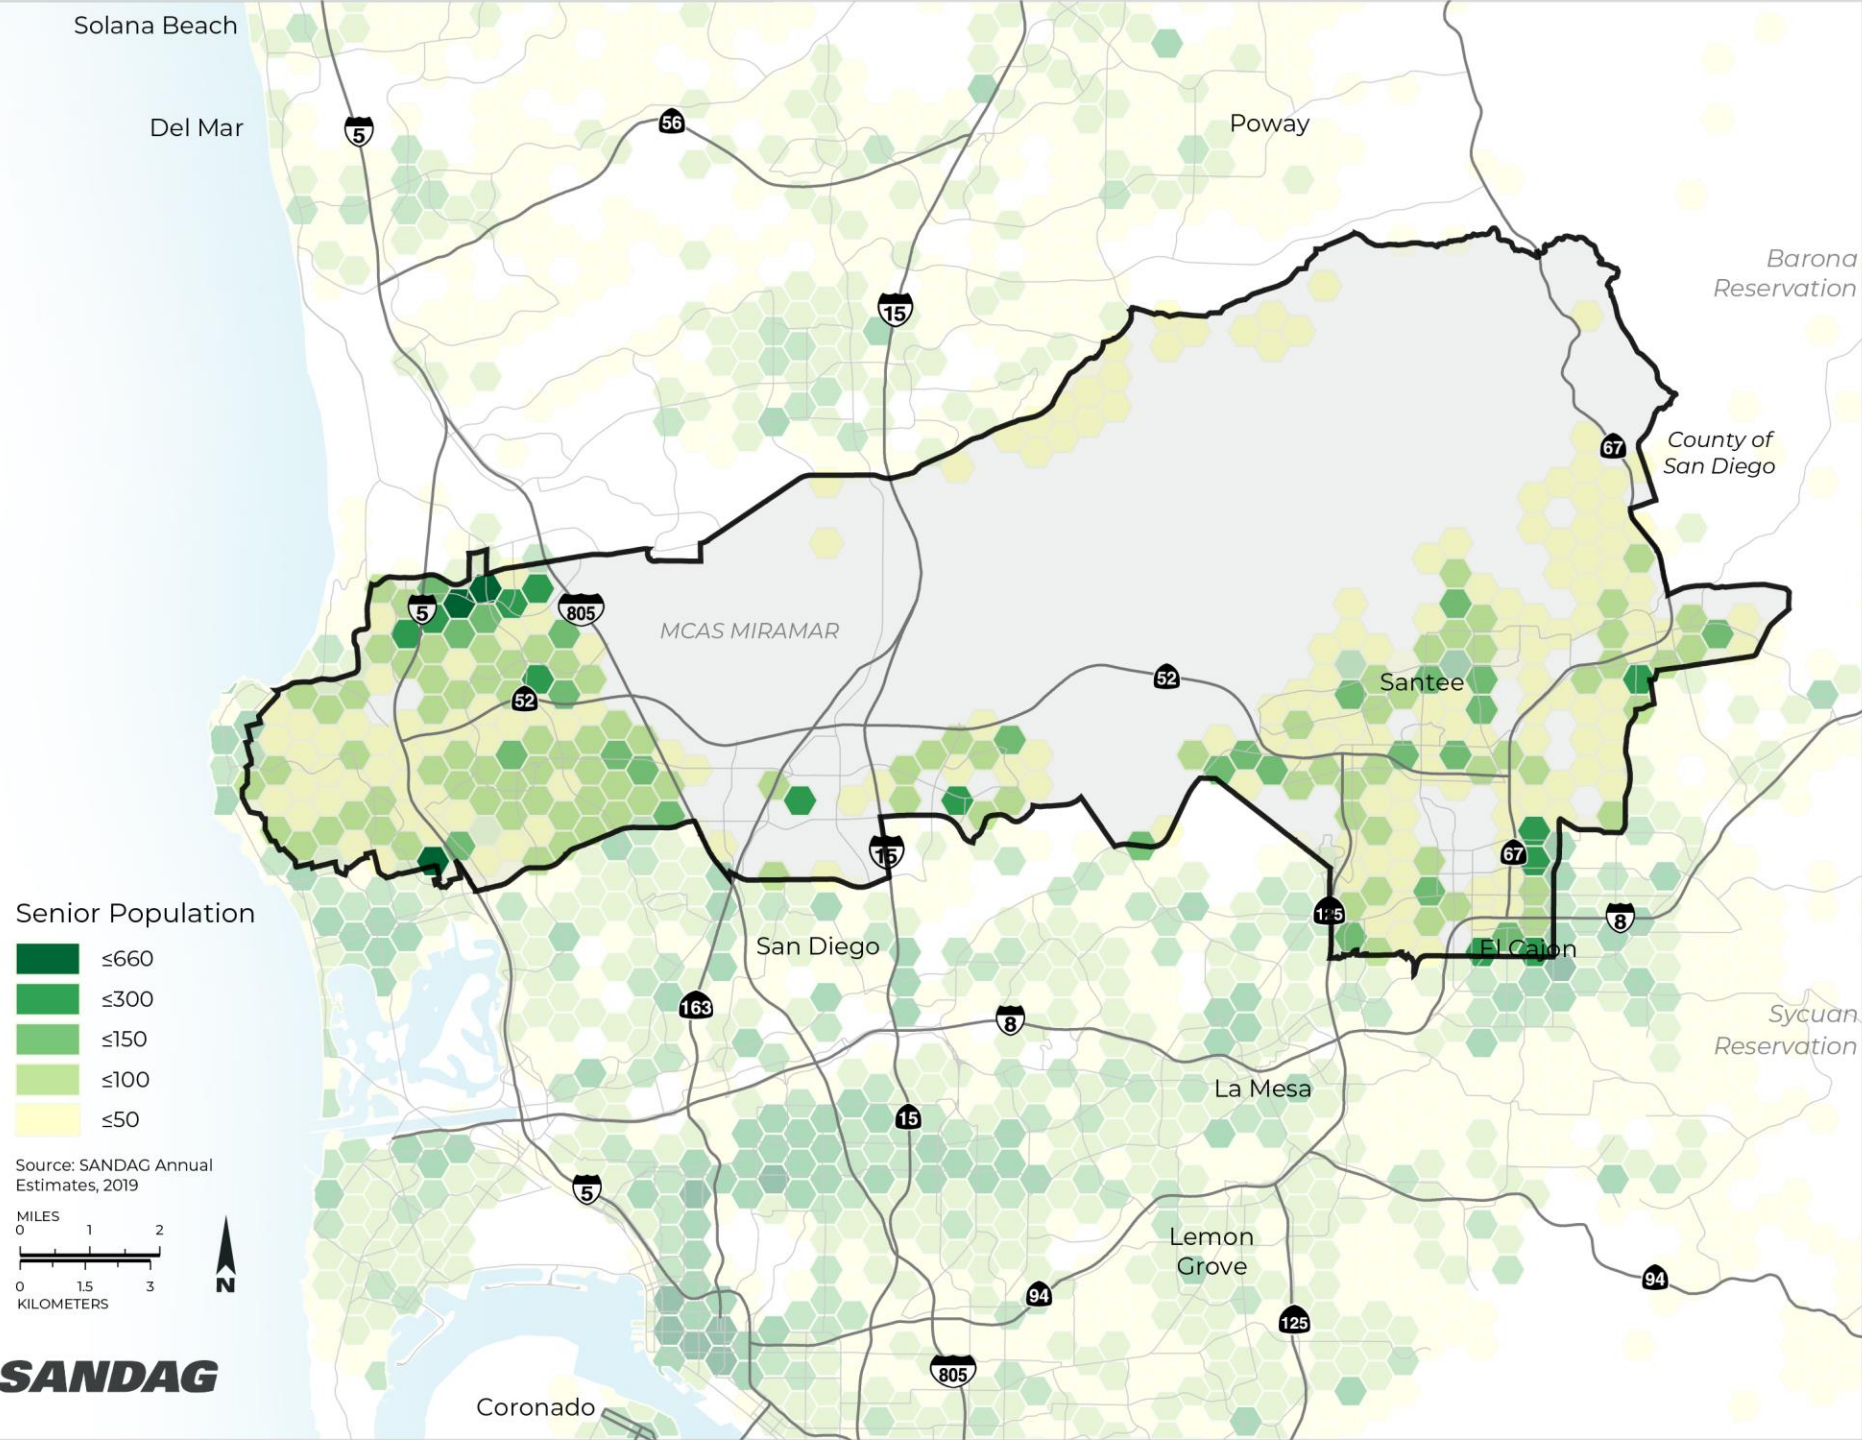 Solana Beach
Del Mar
5
56
Poway
15
Barona
Reservation
67
County of
San Diego
5
805
MCAS MIRAMAR
52
52
Santee
15
67
125
8
El Cajon
San Diego
163
8
Sycuan
Reservation
La Mesa
15
5
Lemon
Grove
94
94
125
805
Coronado
Senior Population
≤660
≤300
≤150
≤100
≤50
Source: SANDAG Annual
Estimates, 2019
MILES
0 1 2
0 1.5 3
KILOMETERS
N
SANDAG